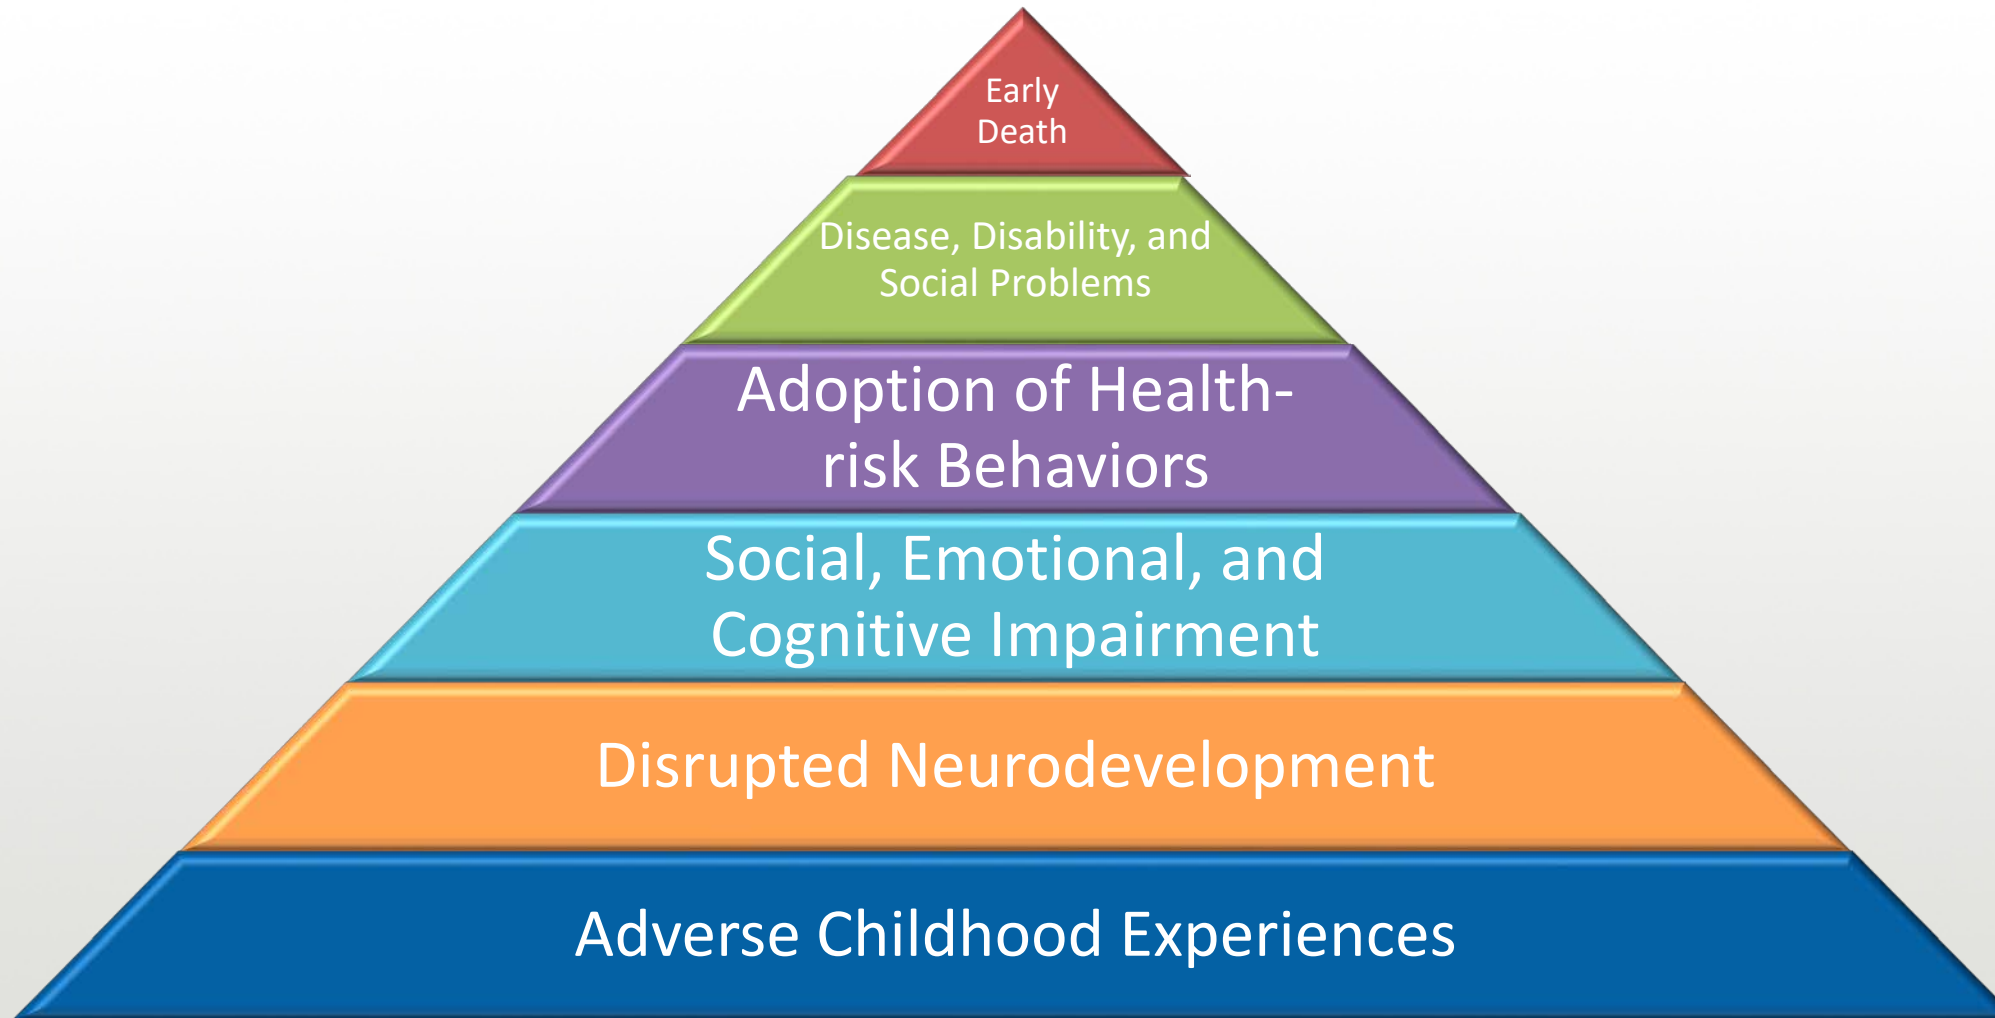 Early
Death
Disease, Disability, and
Social Problems
Adoption of Health-
risk Behaviors
Social, Emotional, and
Cognitive Impairment
Disrupted Neurodevelopment
Adverse Childhood Experiences